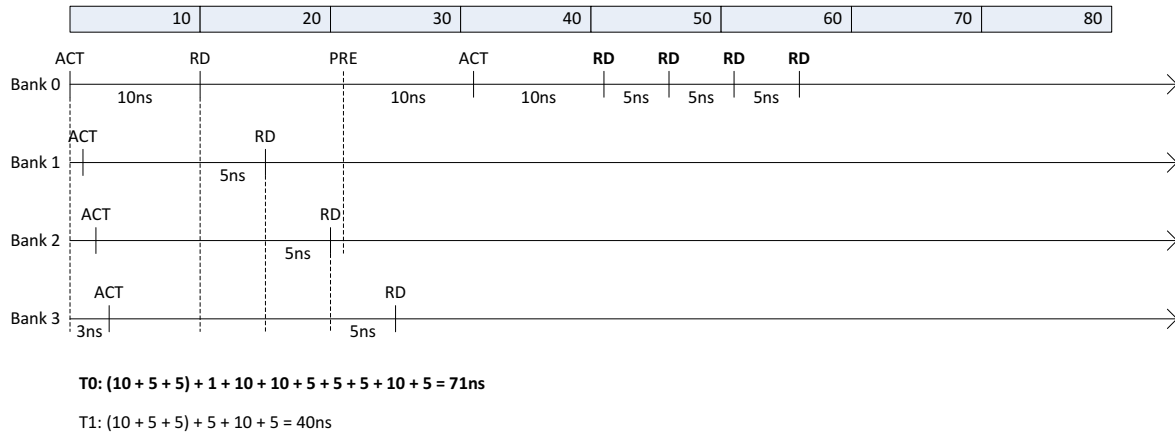 10 20 30 40 50 60 70 80
ACT RD PRE ACT RD RD RD RD
Bank 0
10ns 10ns 10ns 5ns 5ns 5ns
ACT RD
Bank 1
5ns
ACT RD
Bank 2
5ns
ACT RD
Bank 3
3ns 5ns
T0: (10 + 5 + 5) + 1 + 10 + 10 + 5 + 5 + 5 + 10 + 5 = 71ns
T1: (10 + 5 + 5) + 5 + 10 + 5 = 40ns